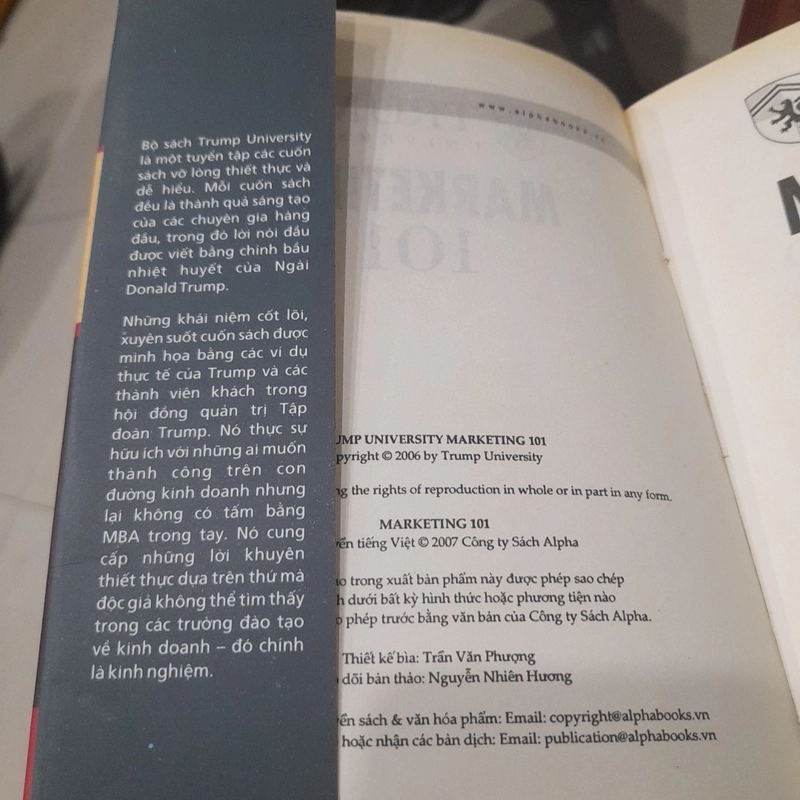 Bộ sách Trump University
là một tuyển tập các cuốn
sách vỡ lòng thiết thực và
dễ hiểu. Mỗi cuốn sách
đều là thành quả sáng tạo
của các chuyên gia hàng
đầu, trong đó lời nói đầu
được viết bằng chính bầu
nhiệt huyết của Ngài
Donald Trump.
Những khái niệm cốt lõi,
xuyên suốt cuốn sách được
minh họa bằng các ví dụ
thực tế của Trump và các
thành viên khách trong
hội đồng quản trị Tập
đoàn Trump. Nó thực sự
hữu ích với những ai muốn
thành công trên con
đường kinh doanh nhưng
lại không có tấm bằng
MBA trong tay. Nó cung
cấp những lời khuyên
thiết thực dựa trên thứ mà
độc giả không thể tìm thấy
trong các trường đào tạo
về kinh doanh – đó chính
là kinh nghiệm.
www.alphabooks.vn
UMP UNIVERSITY MARKETING 101
pyright © 2006 by Trump University
ng the rights of reproduction in whole or in part in any form.
MARKETING 101
yển tiếng Việt © 2007 Công ty Sách Alpha
ào trong xuất bản phẩm này được phép sao chép
h dưới bất kỳ hình thức hoặc phương tiện nào
o phép trước bằng văn bản của Công ty Sách Alpha.
Thiết kế bìa: Trần Văn Phượng
dõi bản thảo: Nguyễn Nhiên Hương
yển sách & văn hóa phẩm: Email: copyright@alphabooks.vn
hoặc nhận các bản dịch: Email: publication@alphabooks.vn